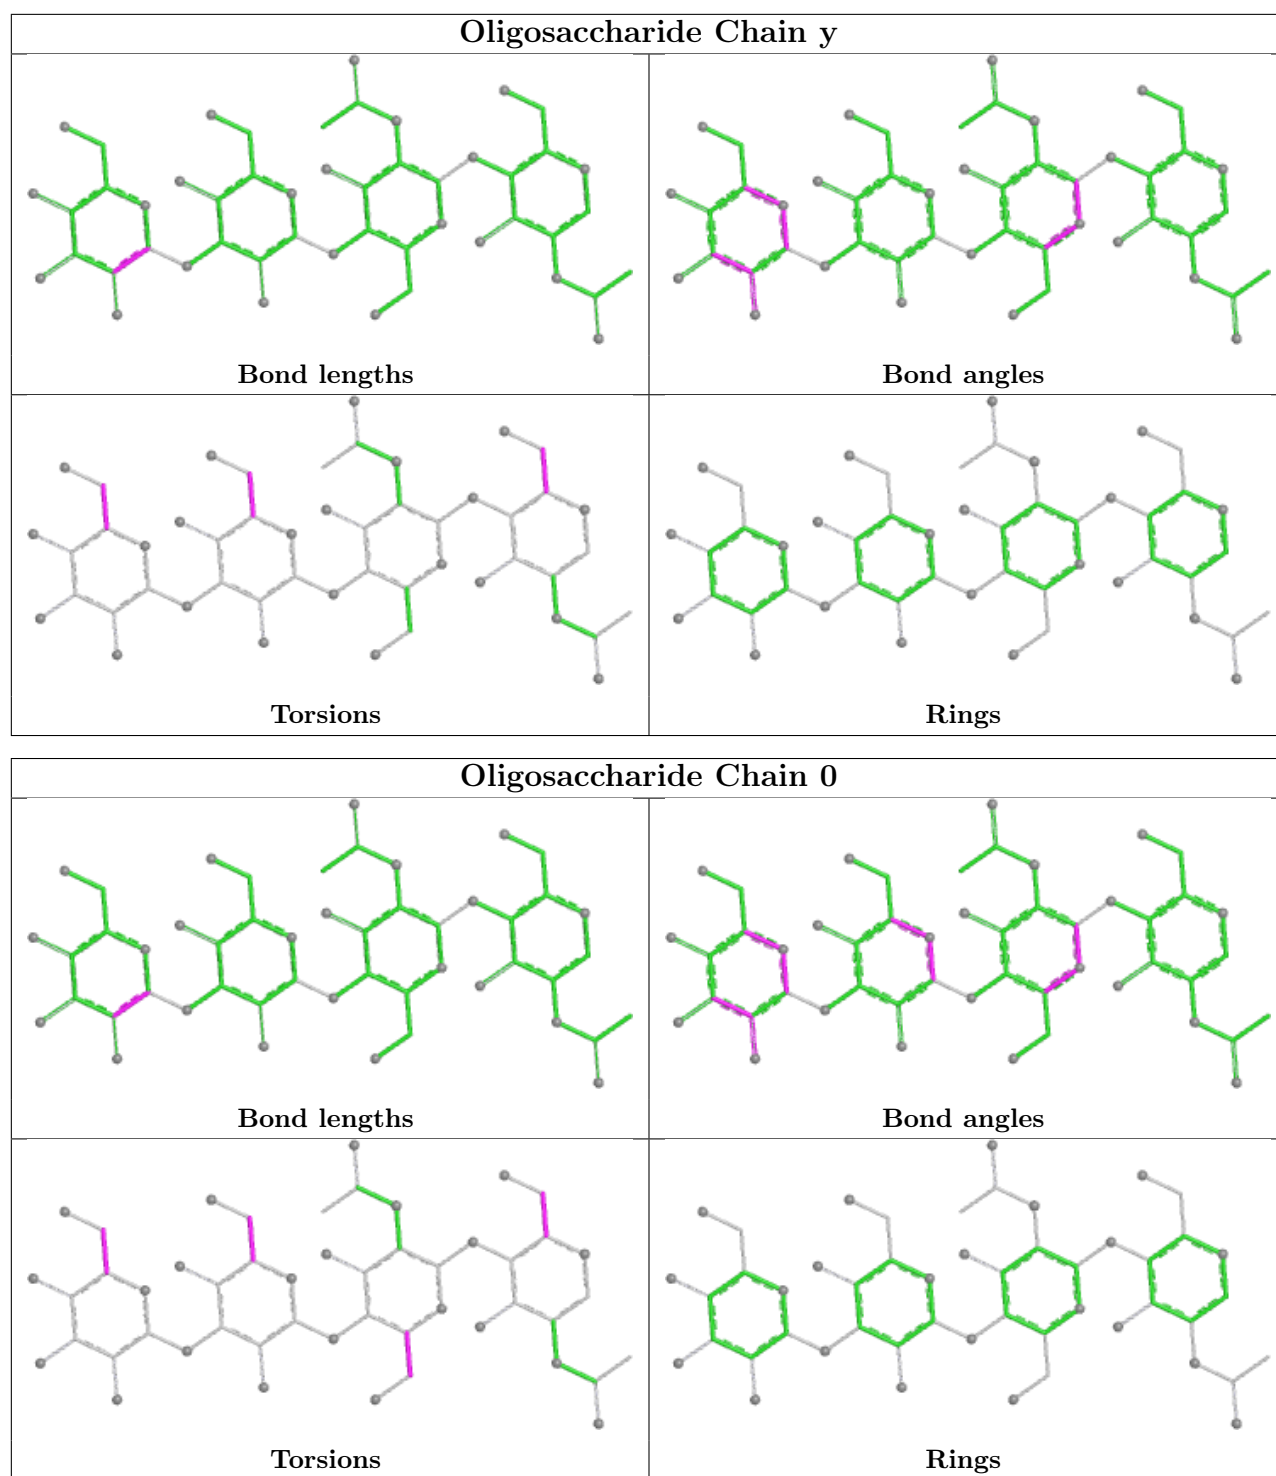 Oligosaccharide Chain y
Bond lengths
Bond angles
Torsions
Rings
Oligosaccharide Chain 0
Bond lengths
Bond angles
Torsions
Rings